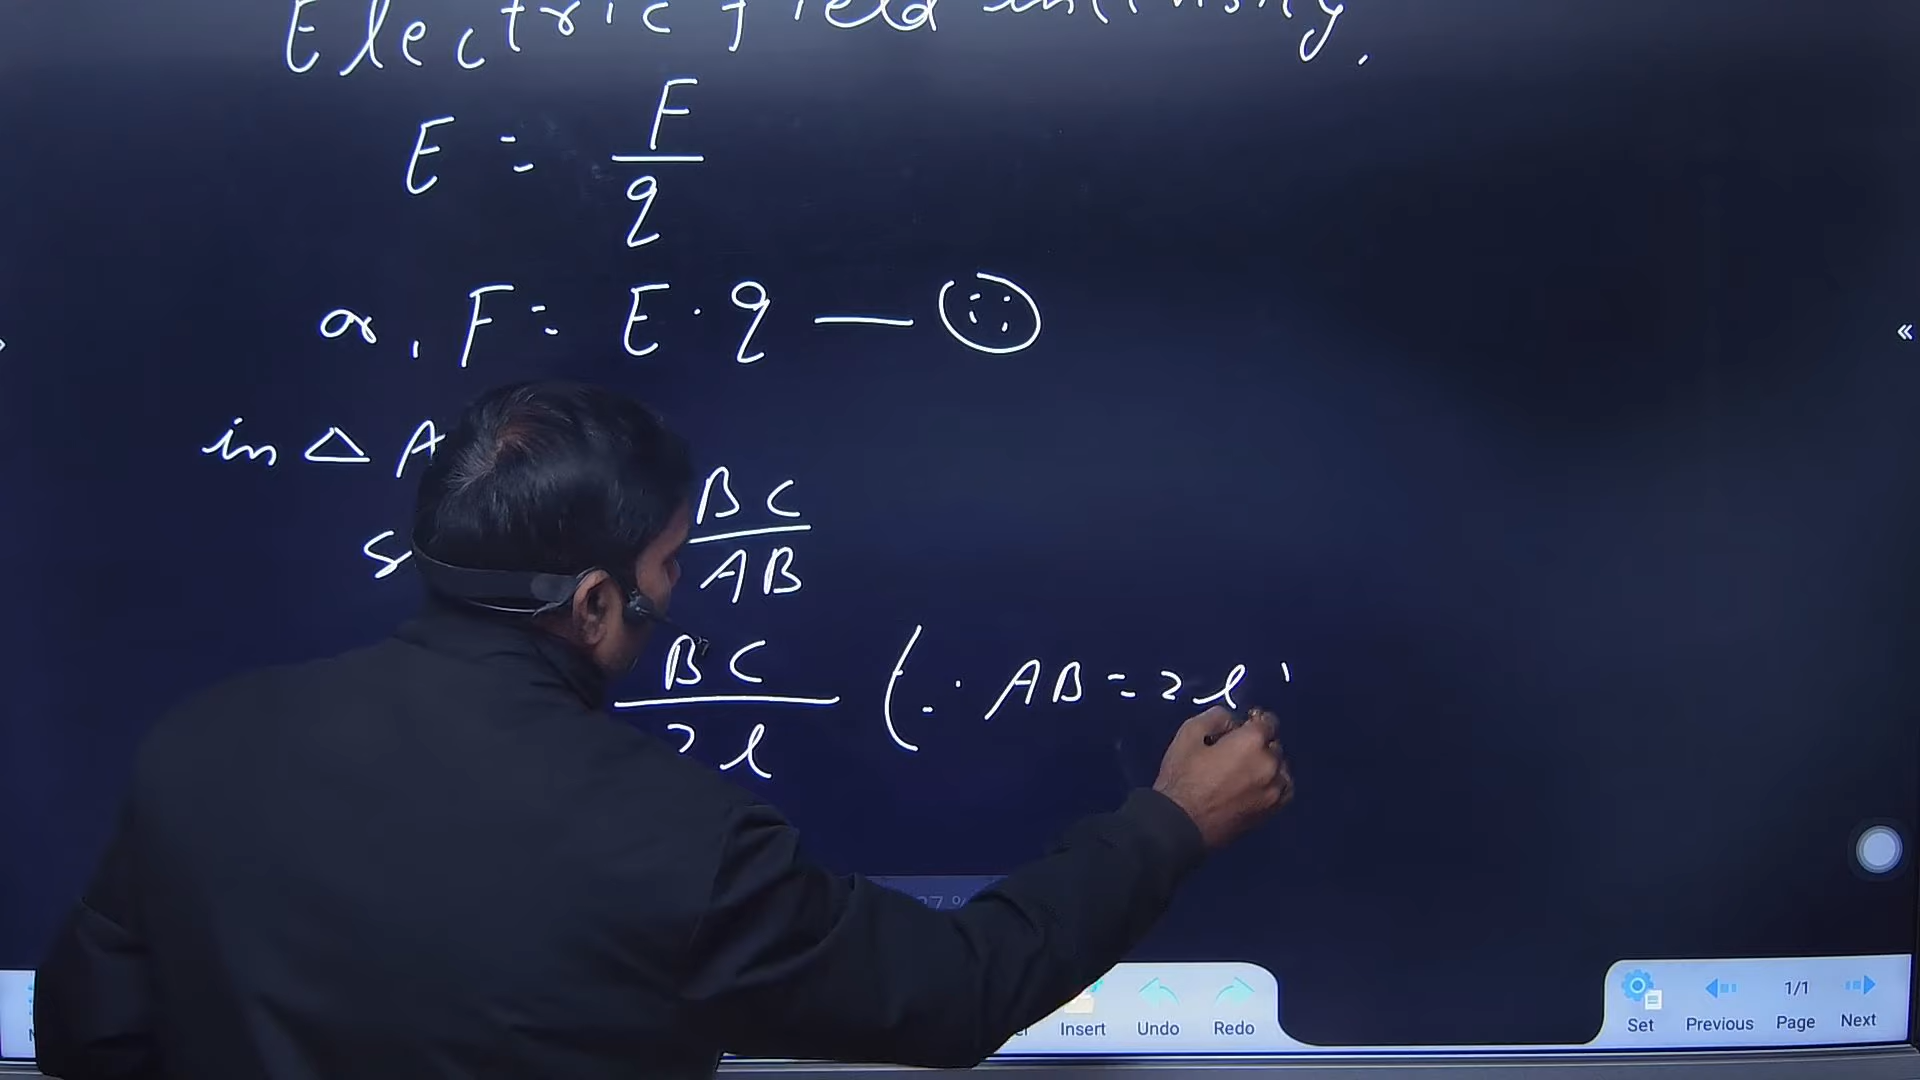 Electric field intensity.
E = F/q
or, F = E·q — (::)
in △ A
BC/AB
BC/2l (∵ AB = 2l
Insert Undo Redo
Set Previous 1/1 Page Next